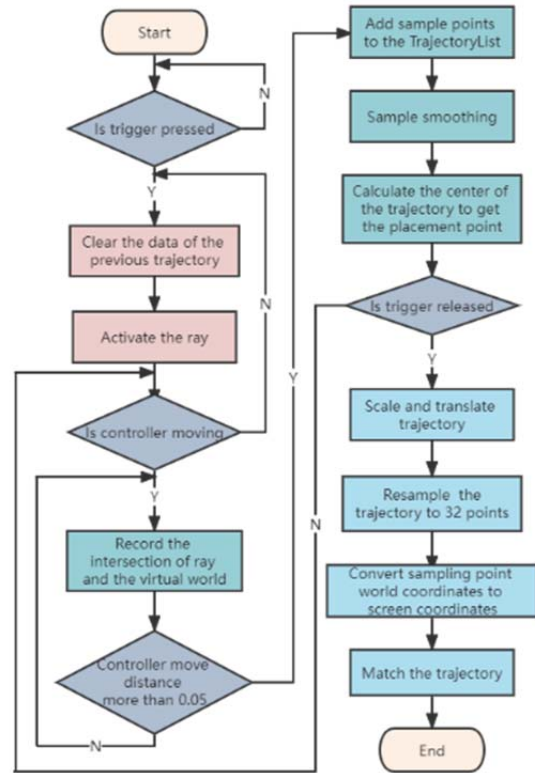 Start
N
Is trigger pressed
Y
Clear the data of the
previous trajectory
N
Activate the ray
Is controller moving
Y
Record the
intersection of ray
and the virtual world
Controller move
distance
more than 0.05
N
Y
Add sample points
to the TrajectoryList
Sample smoothing
Calculate the center of
the trajectory to get
the placement point
Is trigger released
Y
N
Scale and translate
trajectory
Resample the
trajectory to 32 points
Convert sampling point
world coordinates to
screen coordinates
Match the trajectory
End